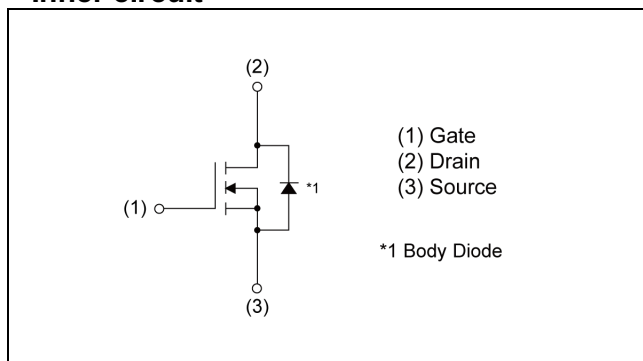 Inner circuit
(2)
(1) Gate
(2) Drain
(3) Source
*1
(1)
*1 Body Diode
(3)